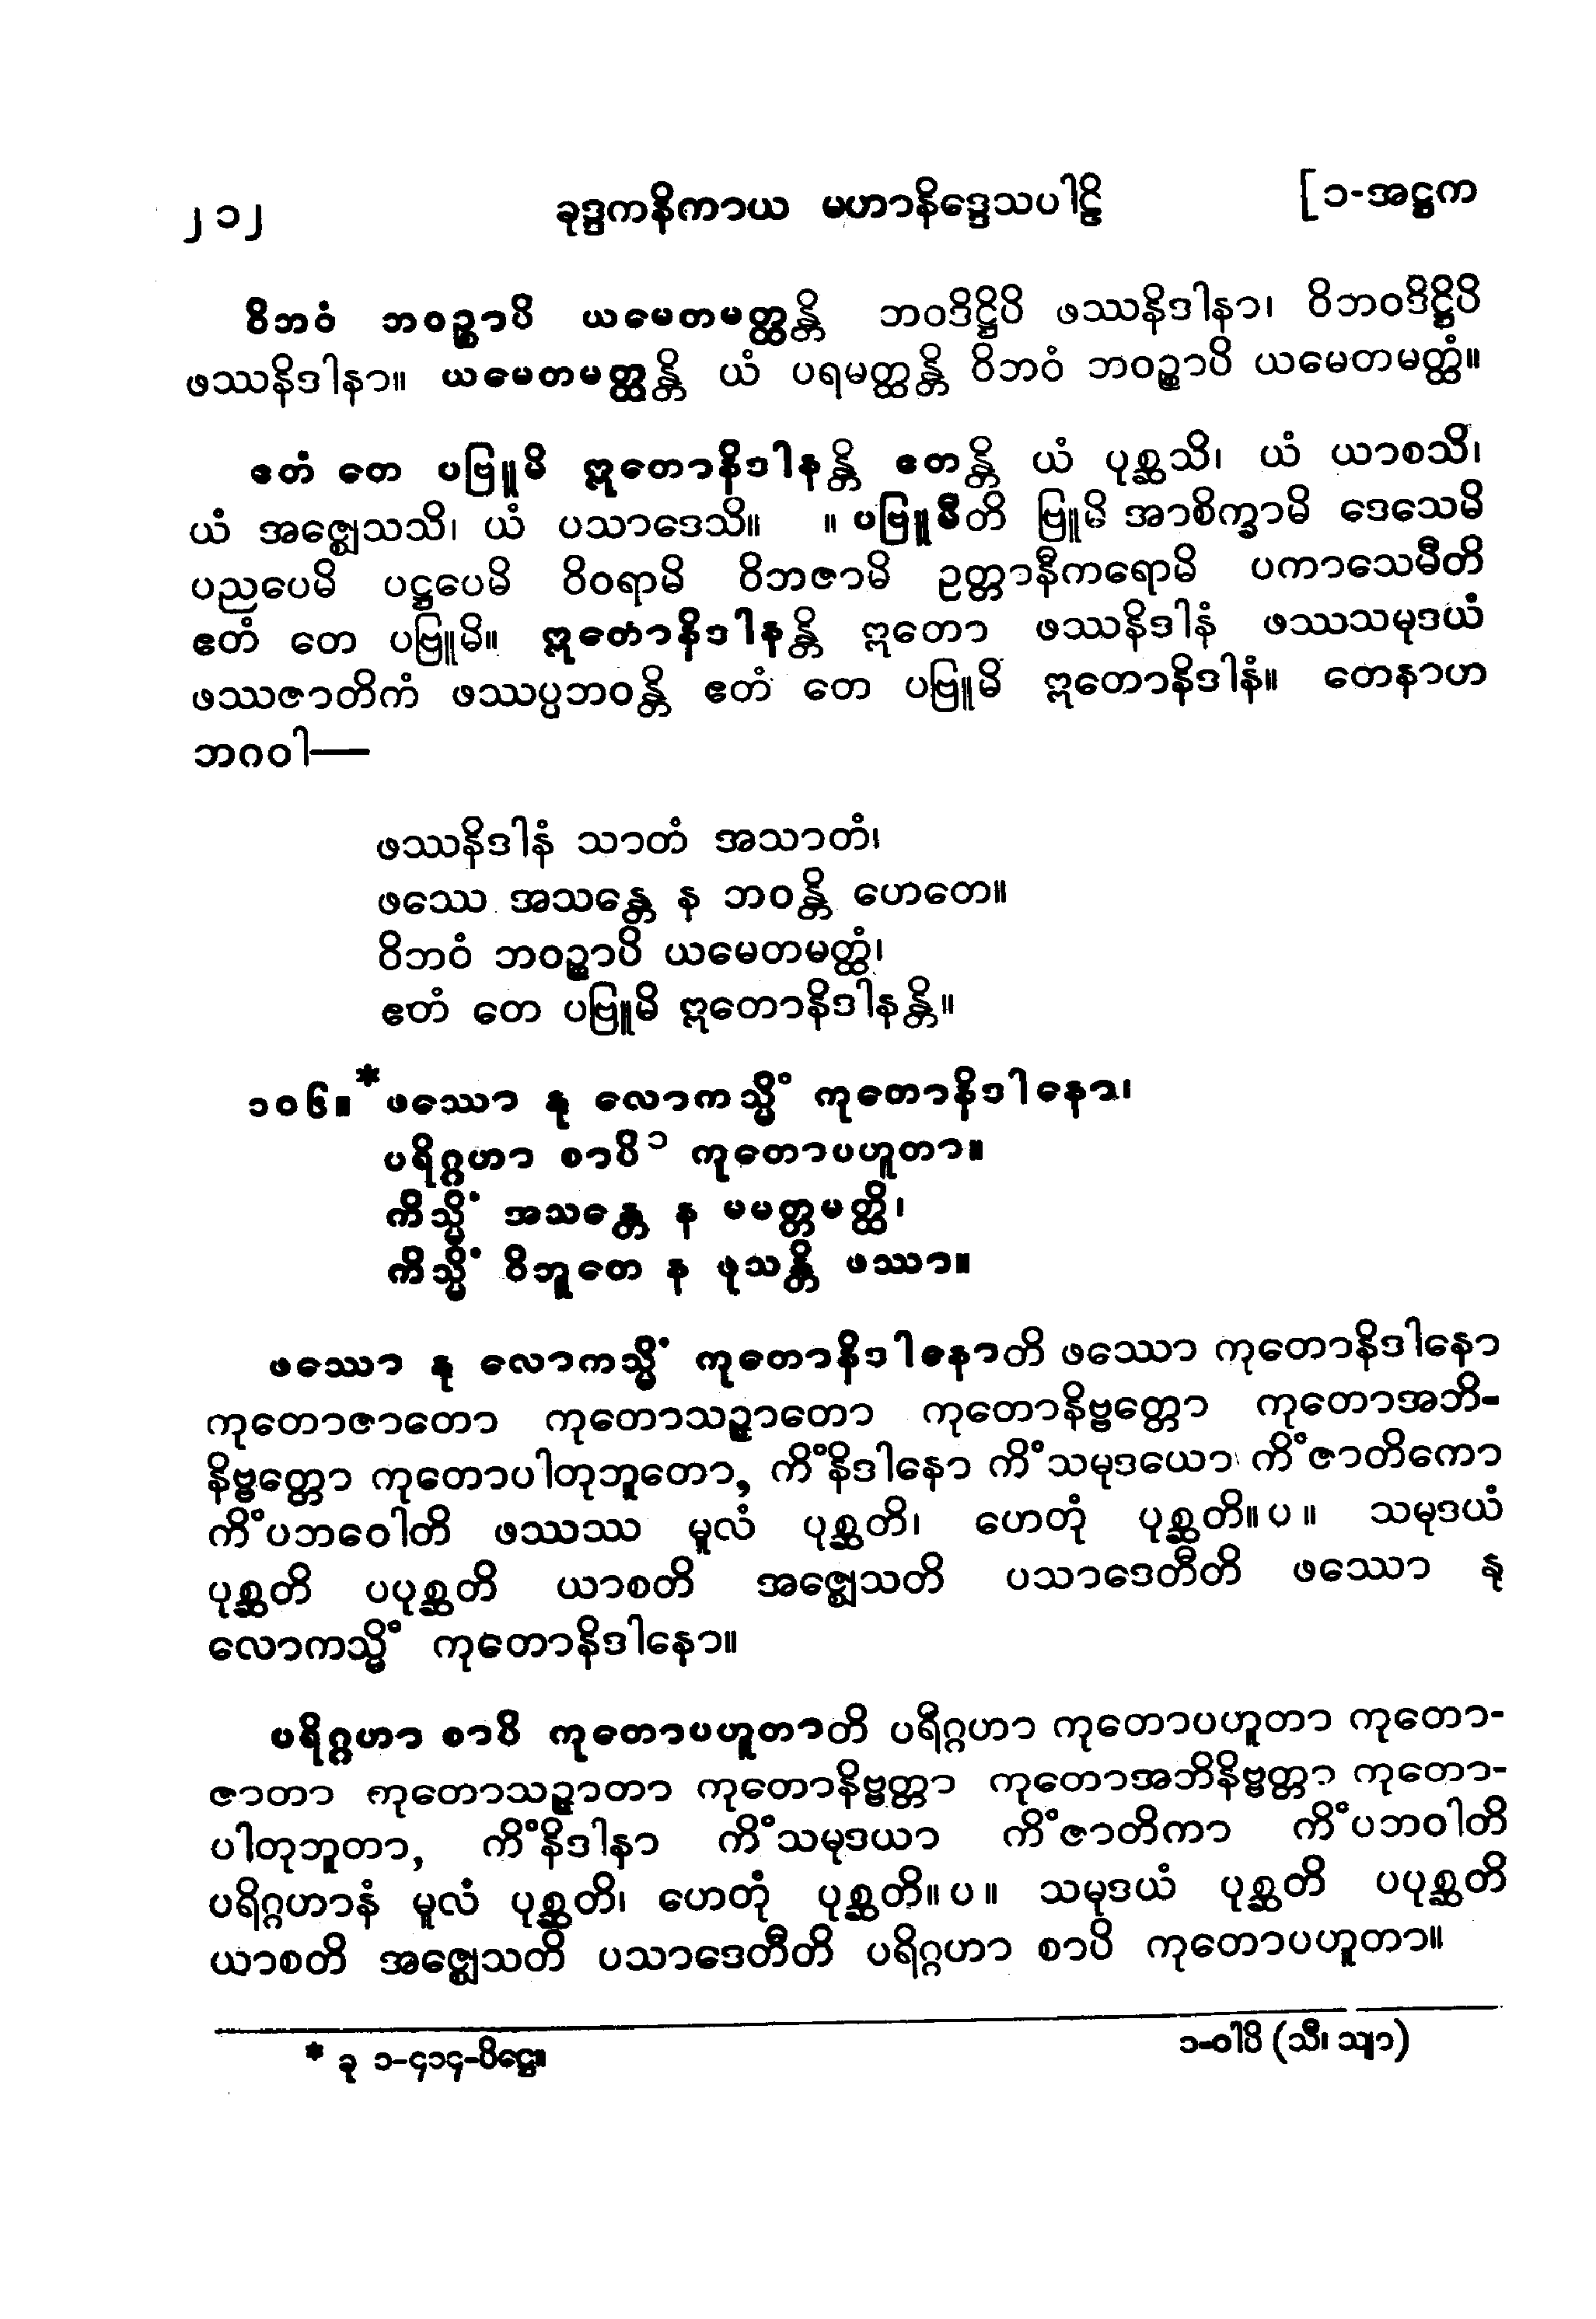 ၂၁၂ ခုဒ္ဒကနိကာယ မဟာနိဒ္ဒေသပါဠိ [၁-အဋ္ဌက
ဝိဘဝံ ဘဝဉ္စာပိ ယမေတမတ္ထန္တိ ဘဝဒိဋ္ဌိပိ ဖဿနိဒါနာ၊ ဝိဘဝဒိဋ္ဌိပိ
ဖဿနိဒါနာ။ ယမေတမတ္ထန္တိ ယံ ပရမတ္ထန္တိ ဝိဘဝံ ဘဝဉ္စာပိ ယမေတမတ္ထံ။
ဧတံ တေ ပဗြူမိ ဣတောနိဒါနန္တိ ဧတန္တိ ယံ ပုစ္ဆသိ၊ ယံ ယာစသိ၊
ယံ အဇ္ဈေသသိ၊ ယံ ပသာဒေသိ။ ။ ပဗြူမီတိ ဗြူမိ အာစိက္ခာမိ ဒေသေမိ
ပညပေမိ ပဋ္ဌပေမိ ဝိဝရာမိ ဝိဘဇာမိ ဥတ္တာနီကရောမိ ပကာသေမီတိ
ဧတံ တေ ပဗြူမိ။ ဣတောနိဒါနန္တိ ဣတော ဖဿနိဒါနံ ဖဿသမုဒယံ
ဖဿဇာတိကံ ဖဿပ္ပဘဝန္တိ ဧတံ တေ ပဗြူမိ ဣတောနိဒါနံ။ တေနာဟ
ဘဂဝါ—
ဖဿနိဒါနံ သာတံ အသာတံ၊
ဖဿေ အသန္တေ န ဘဝန္တိ ဟေတေ။
ဝိဘဝံ ဘဝဉ္စာပိ ယမေတမတ္ထံ၊
ဧတံ တေ ပဗြူမိ ဣတောနိဒါနန္တိ။
၁၀၆။ * ဖဿော နု လောကသ္မိံ ကုတောနိဒါနော၊
ပရိဂ္ဂဟာ စာပိ ၁ ကုတောပဟူတာ။
ကိသ္မိံ အသန္တေ န မမတ္တမတ္ထိ၊
ကိသ္မိံ ဝိဘူတေ န ဖုသန္တိ ဖဿာ။
ဖဿော နု လောကသ္မိံ ကုတောနိဒါနောတိ ဖဿော ကုတောနိဒါနော
ကုတောဇာတော ကုတောသဉ္ဇာတော ကုတောနိဗ္ဗတ္တော ကုတောအဘိ-
နိဗ္ဗတ္တော ကုတောပါတုဘူတော, ကိံနိဒါနော ကိံသမုဒယော ကိံဇာတိကော
ကိံပဘဝေါတိ ဖဿဿ မူလံ ပုစ္ဆတိ၊ ဟေတုံ ပုစ္ဆတိ။ပ။ သမုဒယံ
ပုစ္ဆတိ ပပုစ္ဆတိ ယာစတိ အဇ္ဈေသတိ ပသာဒေတီတိ ဖဿော နု
လောကသ္မိံ ကုတောနိဒါနော။
ပရိဂ္ဂဟာ စာပိ ကုတောပဟူတာတိ ပရိဂ္ဂဟာ ကုတောပဟူတာ ကုတော-
ဇာတာ ကုတောသဉ္ဇာတာ ကုတောနိဗ္ဗတ္တာ ကုတောအဘိနိဗ္ဗတ္တာ ကုတော-
ပါတုဘူတာ, ကိံနိဒါနာ ကိံသမုဒယာ ကိံဇာတိကာ ကိံပဘဝါတိ
ပရိဂ္ဂဟာနံ မူလံ ပုစ္ဆတိ၊ ဟေတုံ ပုစ္ဆတိ။ပ။ သမုဒယံ ပုစ္ဆတိ ပပုစ္ဆတိ
ယာစတိ အဇ္ဈေသတိ ပသာဒေတီတိ ပရိဂ္ဂဟာ စာပိ ကုတောပဟူတာ။
* ခု ၁-၄၁၄-ပိဋ္ဌေ။ ၁-ဝါပိ (သီ၊ သျာ)